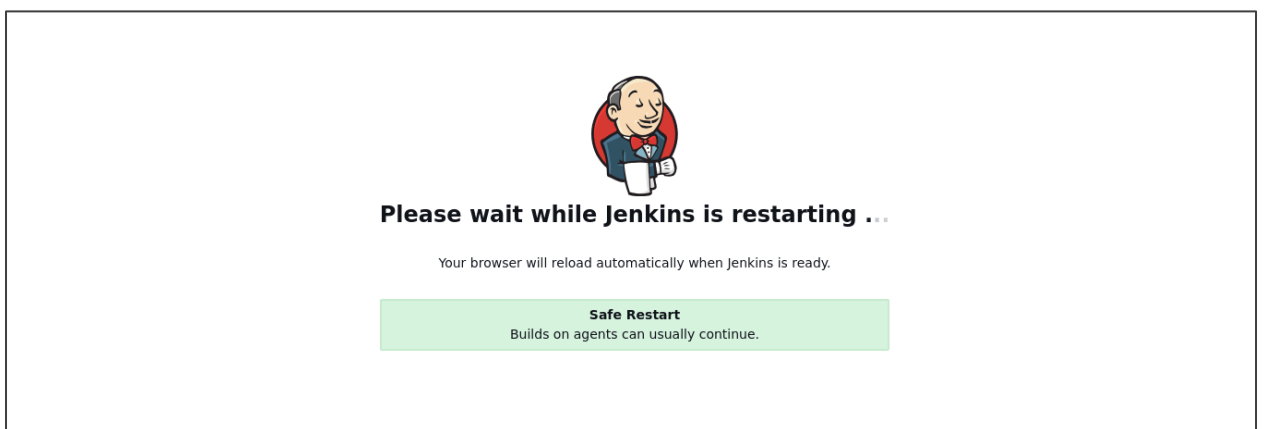 Please wait while Jenkins is restarting ...
Your browser will reload automatically when Jenkins is ready.
Safe Restart
Builds on agents can usually continue.